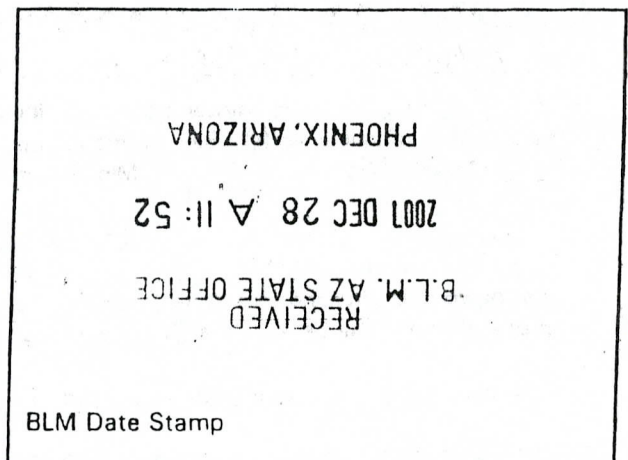 RECEIVED
B.L.M. AZ STATE OFFICE
2001 DEC 28 A 11: 52
PHOENIX, ARIZONA
BLM Date Stamp